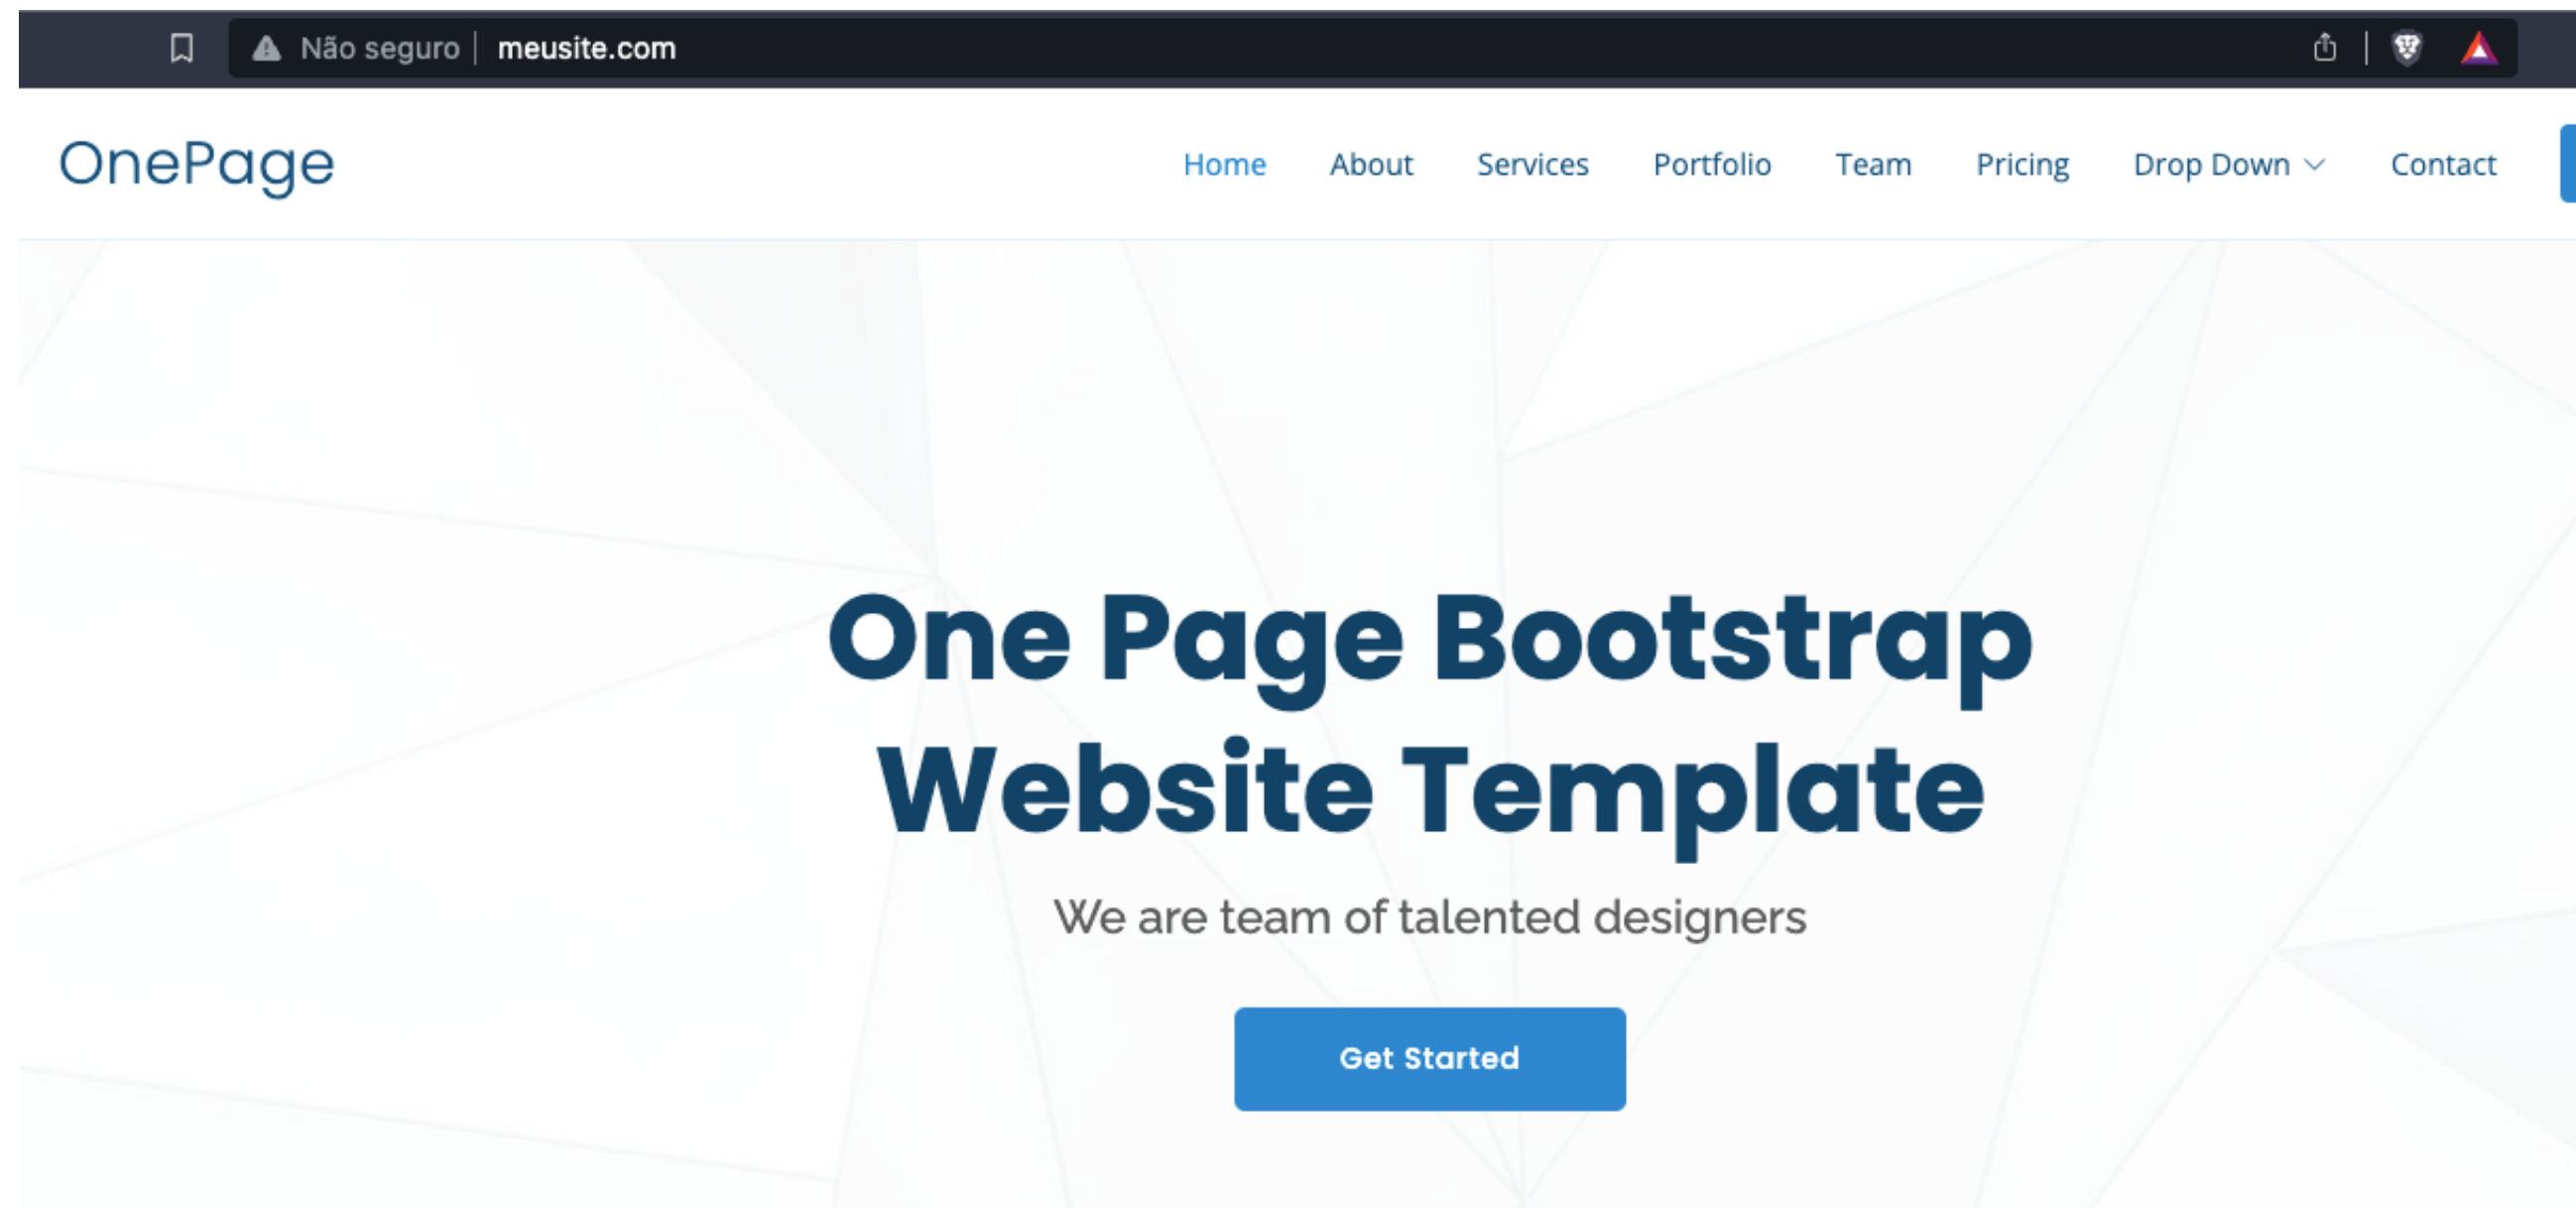 Não seguro | meusite.com
OnePage
Home About Services Portfolio Team Pricing Drop Down Contact
One Page Bootstrap
Website Template
We are team of talented designers
Get Started